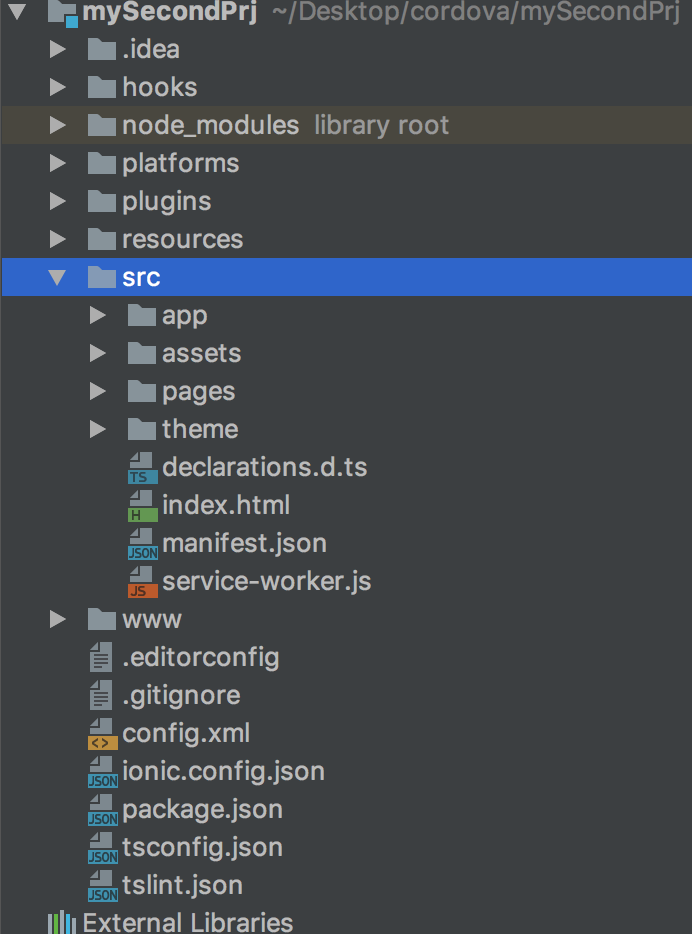 mySecondPrj ~/Desktop/cordova/mySecondPrj
.idea
hooks
node_modules library root
platforms
plugins
resources
src
app
assets
pages
theme
TS declarations.d.ts
H index.html
JSON manifest.json
JS service-worker.js
www
.editorconfig
.gitignore
<> config.xml
JSON ionic.config.json
JSON package.json
JSON tsconfig.json
JSON tslint.json
External Libraries